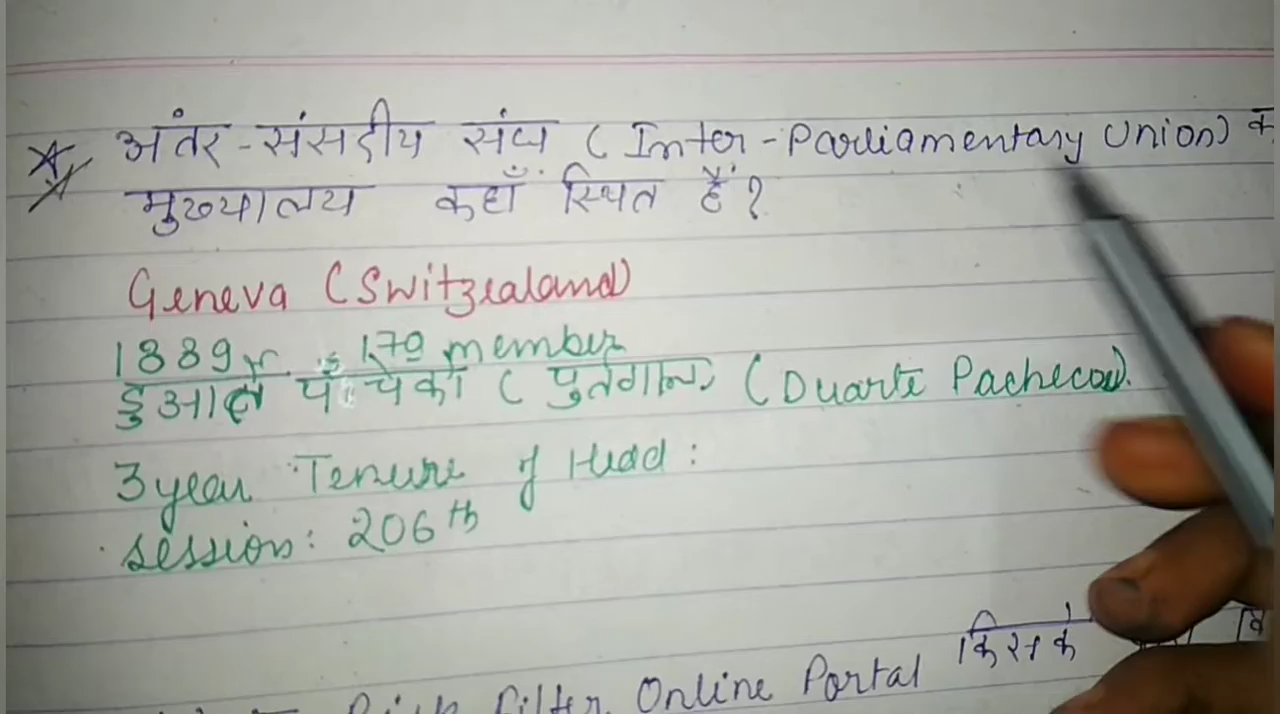 अंतर-संसदीय संघ (Inter-Parliamentary Union) के
मुख्यालय कहाँ स्थित हैं?
Geneva (Switzealand)
1889 179 member
डुआर्ते पाचेको ( पुर्तगाल) (Duarte Pacheco).
3 year Tenure of Head :
session: 206th
Filter Online Portal किसके